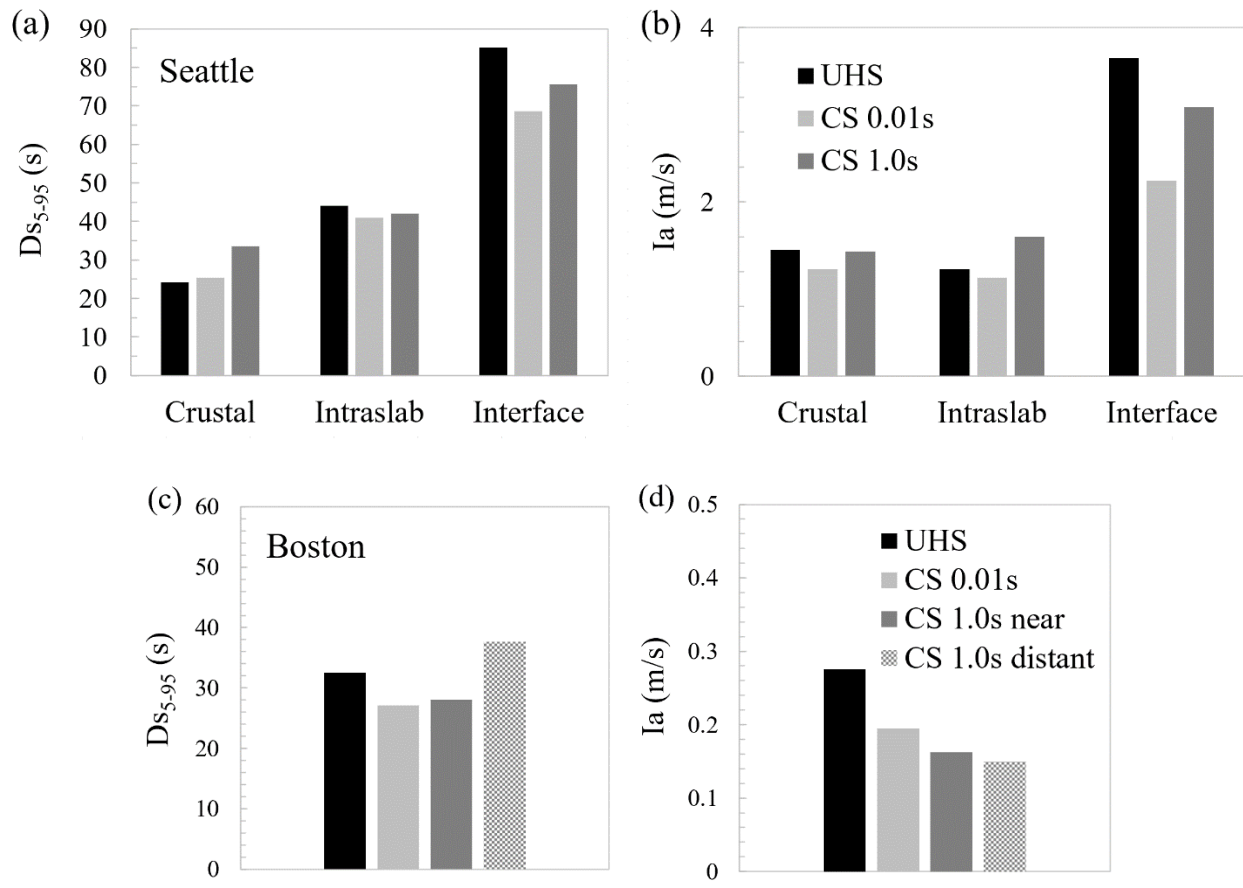 (a)
Ds5-95 (s)
90
80
70
60
50
40
30
20
10
0
Seattle
Crustal Intraslab Interface
(b)
Ia (m/s)
4
2
0
UHS
CS 0.01s
CS 1.0s
Crustal Intraslab Interface
(c)
Ds5-95 (s)
60
50
40
30
20
10
0
Boston
(d)
Ia (m/s)
0.5
0.4
0.3
0.2
0.1
0
UHS
CS 0.01s
CS 1.0s near
CS 1.0s distant